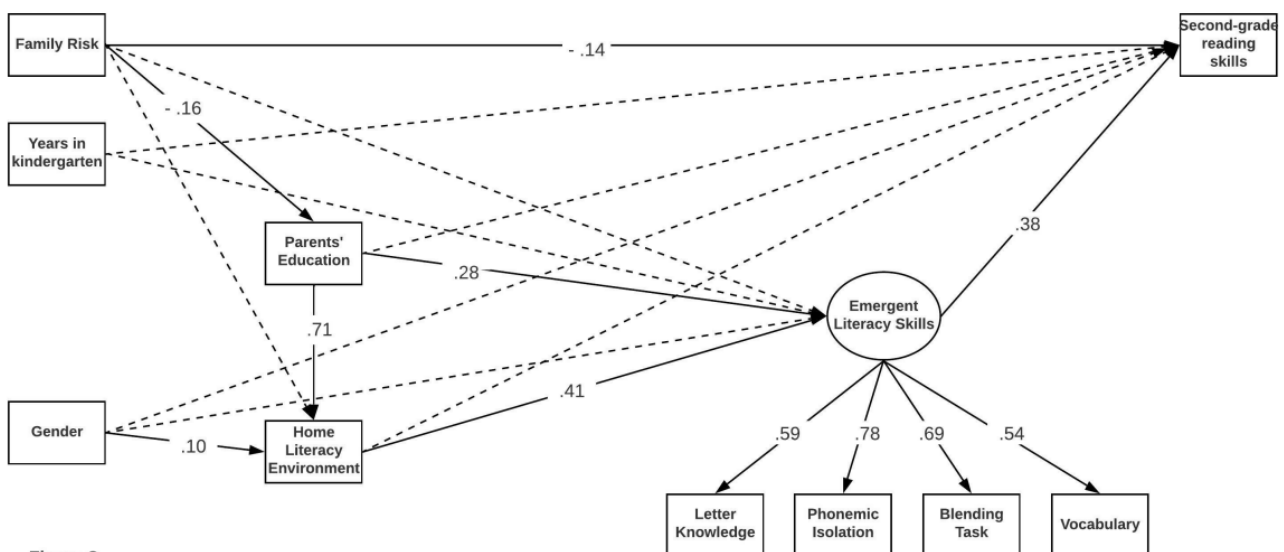 Family Risk
- .14
Second-grade
reading
skills
- .16
Years in
kindergarten
Parents'
Education
.28
.38
Emergent
Literacy Skills
.71
.41
Gender
.10
Home
Literacy
Environment
.59
.78
.69
.54
Letter
Knowledge
Phonemic
Isolation
Blending
Task
Vocabulary